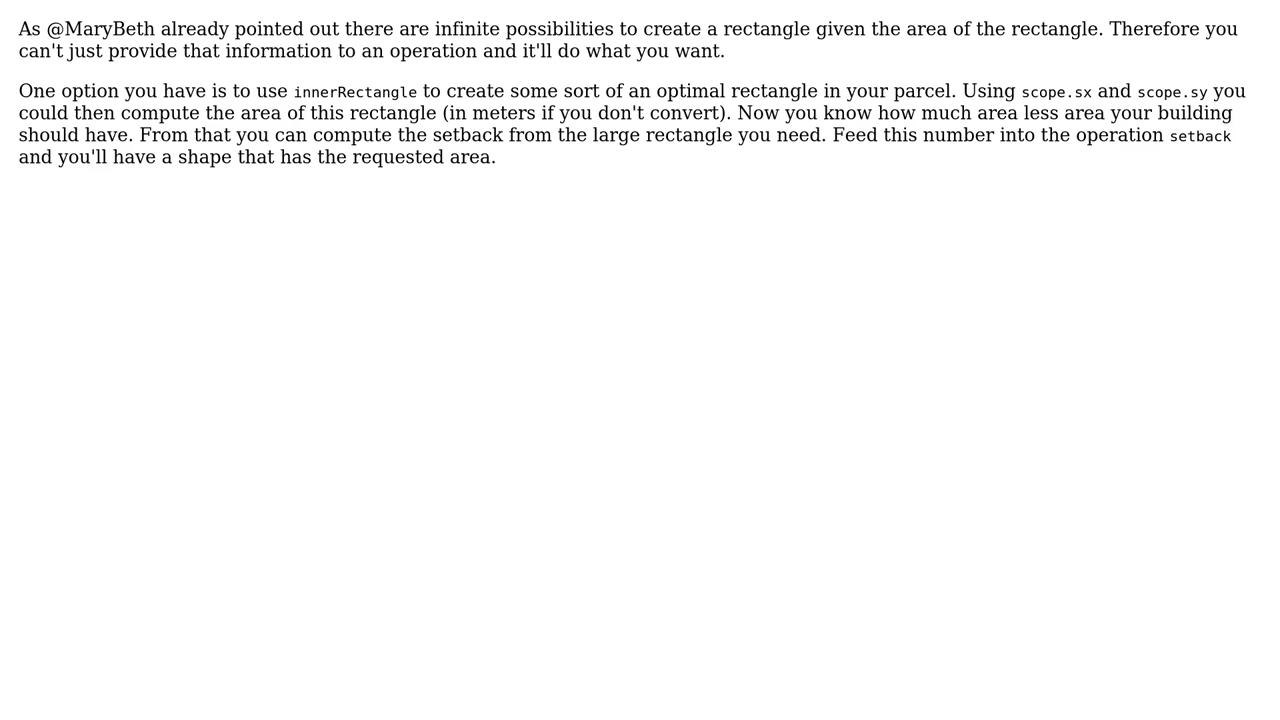 As @MaryBeth already pointed out there are infinite possibilities to create a rectangle given the area of the rectangle. Therefore you
can't just provide that information to an operation and it'll do what you want.
One option you have is to use innerRectangle to create some sort of an optimal rectangle in your parcel. Using scope.sx and scope.sy you
could then compute the area of this rectangle (in meters if you don't convert). Now you know how much area less area your building
should have. From that you can compute the setback from the large rectangle you need. Feed this number into the operation setback
and you'll have a shape that has the requested area.